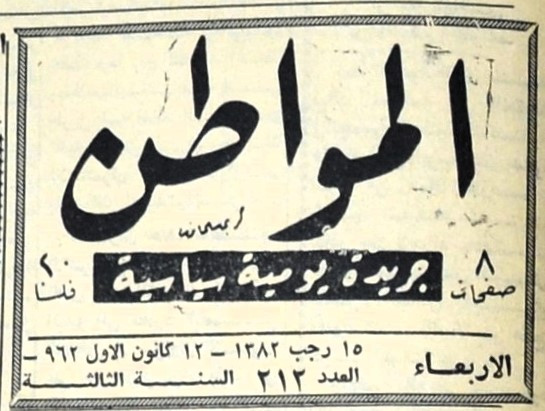 المواطن
جريدة يومية سياسية
٨ صفحات
٢٠ فلسا
الاربعاء
١٥ رجب ١٣٨٢ – ١٢ كانون الاول ٩٦٢ –
العدد ٢١٢ السنة الثالثة